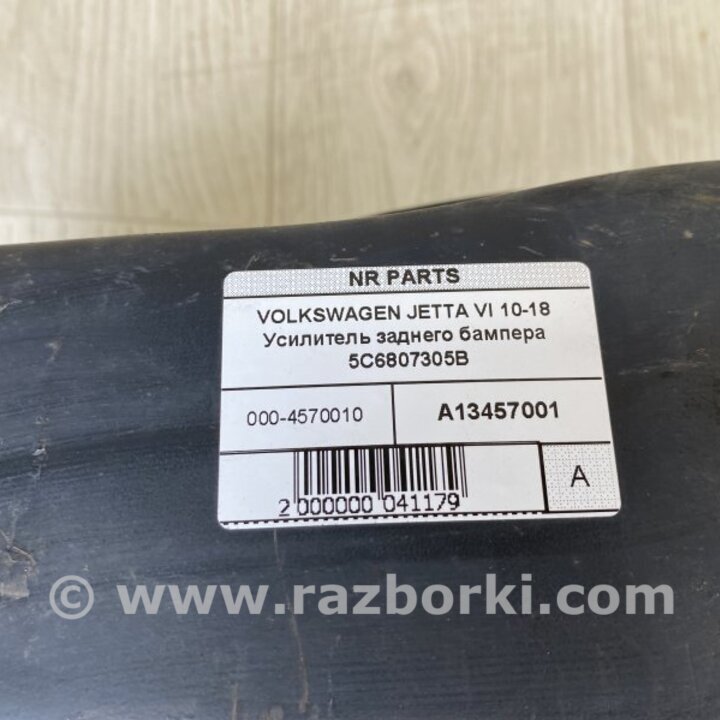 NR PARTS
VOLKSWAGEN JETTA VI 10-18
Усилитель заднего бампера
5C6807305B
000-4570010
A13457001
2 000000 041179
A
© www.razborki.com